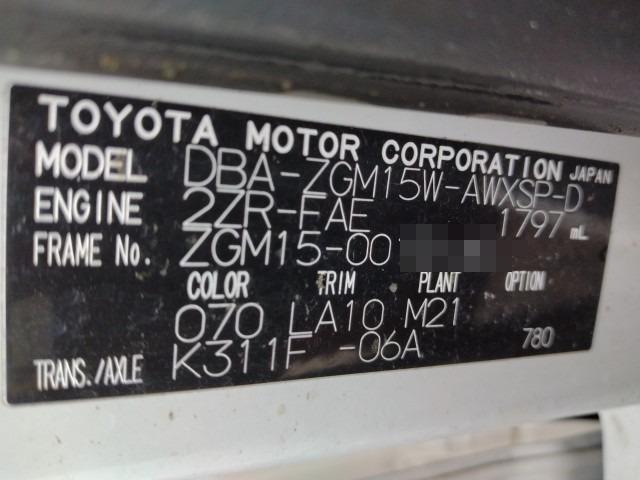 TOYOTA MOTOR CORPORATION JAPAN
MODEL DBA-ZGM15W-AWXSP-D
ENGINE 2ZR-FAE 1797 mL
FRAME No. ZGM15-00
COLOR TRIM PLANT OPTION
070 LA10 M21
TRANS./AXLE K311F -06A 780